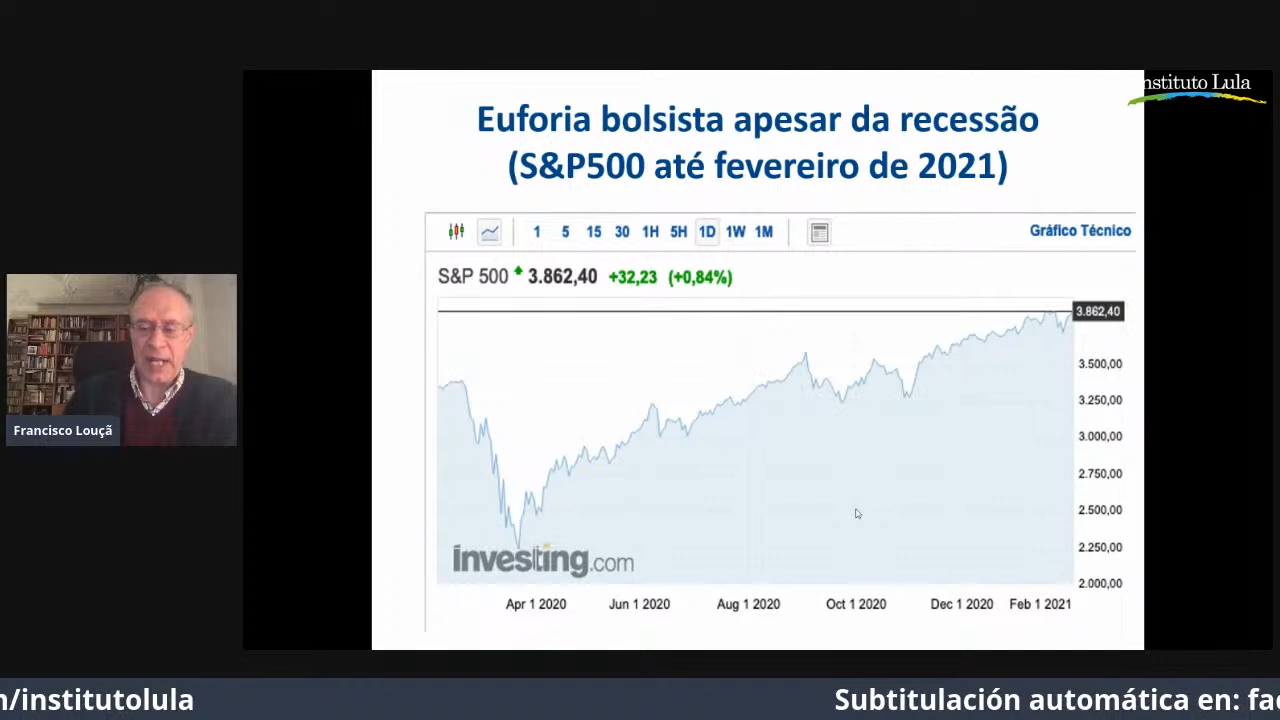 nstituto Lula
Euforia bolsista apesar da recessão
(S&P500 até fevereiro de 2021)
1 5 15 30 1H 5H 1D 1W 1M
Gráfico Técnico
S&P 500 3.862,40 +32,23 (+0,84%)
3.862,40
3.500,00
3.250,00
3.000,00
2.750,00
2.500,00
2.250,00
2.000,00
Investing.com
Apr 1 2020 Jun 1 2020 Aug 1 2020 Oct 1 2020 Dec 1 2020 Feb 1 2021
Francisco Louçã
/institutolula
Subtitulación automática en: fa